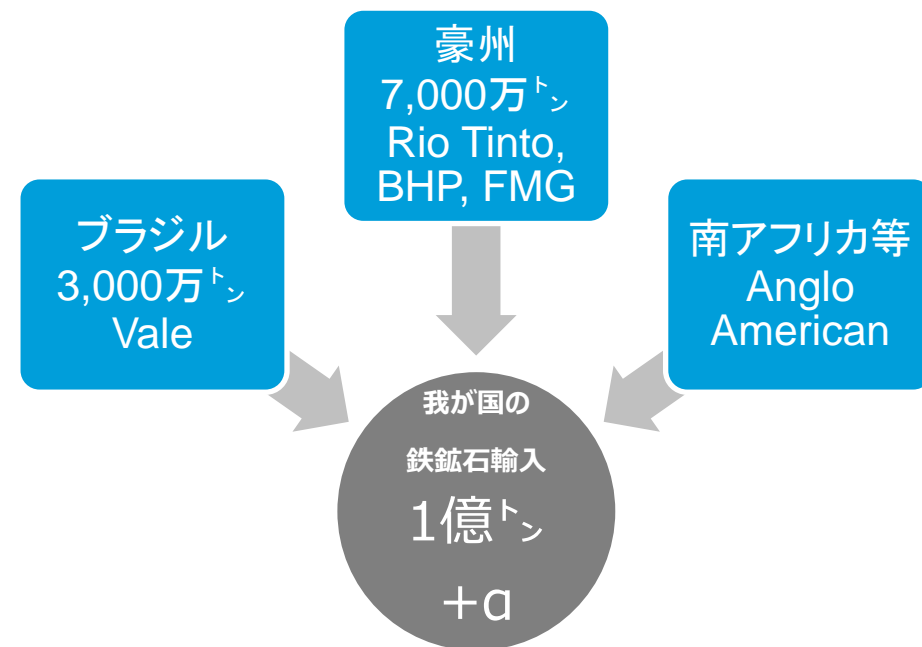 豪州
7,000万トン
Rio Tinto,
BHP, FMG
ブラジル
3,000万トン
Vale
南アフリカ等
Anglo
American
我が国の
鉄鉱石輸入
1億トン
+α